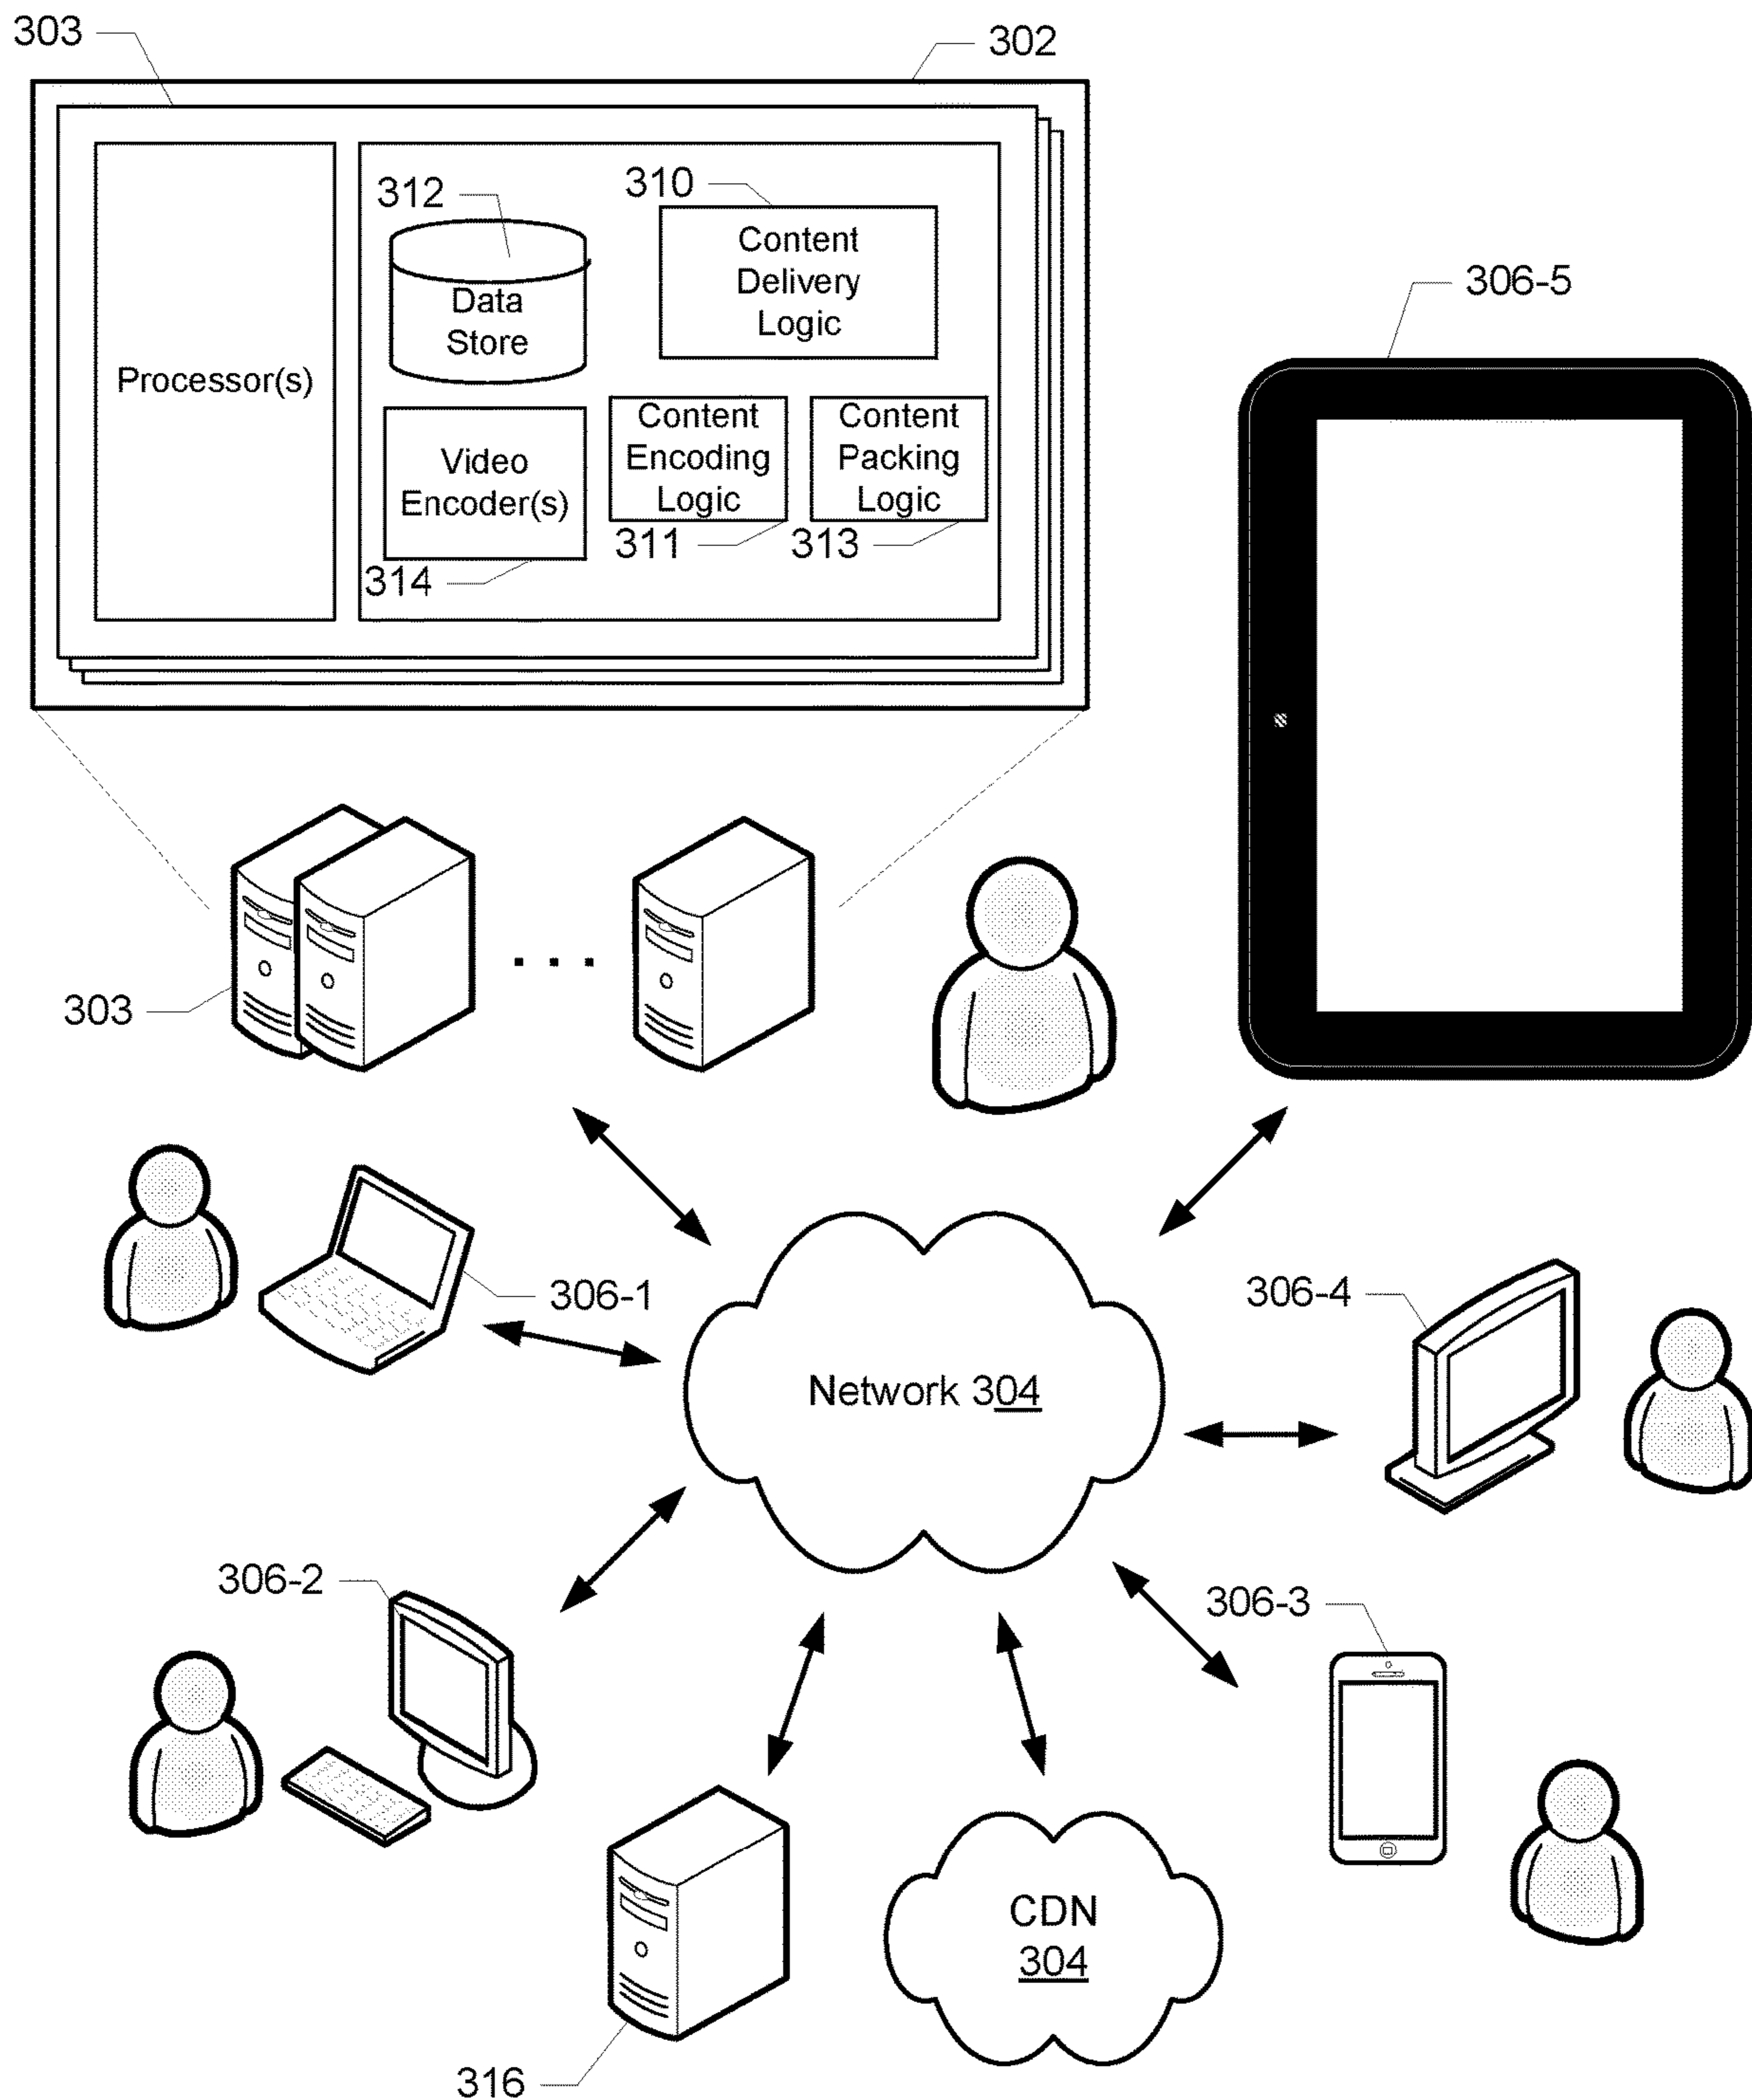 303
302
312
310
Content
Delivery
Logic
Data
Store
306-5
Processor(s)
Content
Encoding
Logic
Content
Packing
Logic
Video
Encoder(s)
311
313
314
303
306-1
306-4
Network 304
306-2
306-3
CDN
304
316